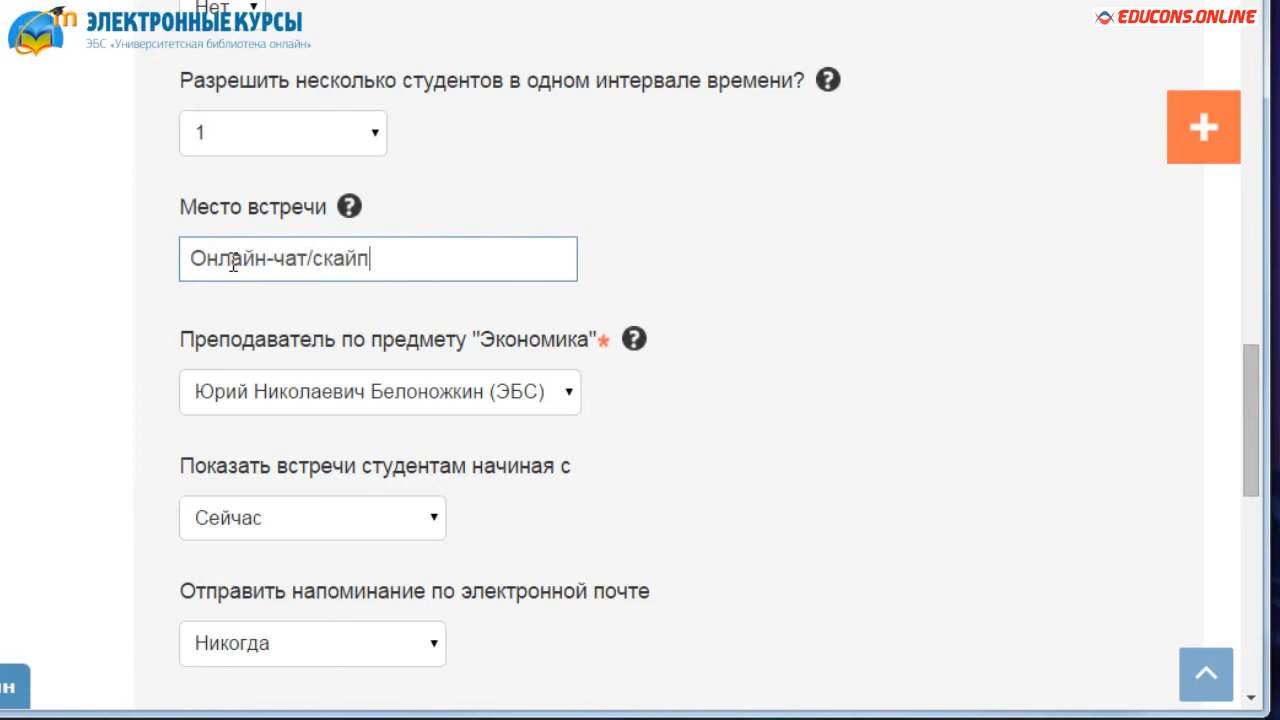 Нет
ЭЛЕКТРОННЫЕ КУРСЫ
ЭБС «Университетская библиотека онлайн»
EDUCONS.ONLINE
Разрешить несколько студентов в одном интервале времени?
1
Место встречи
Онлайн-чат/скайп
Преподаватель по предмету "Экономика"*
Юрий Николаевич Белоножкин (ЭБС)
Показать встречи студентам начиная с
Сейчас
Отправить напоминание по электронной почте
Никогда
ин